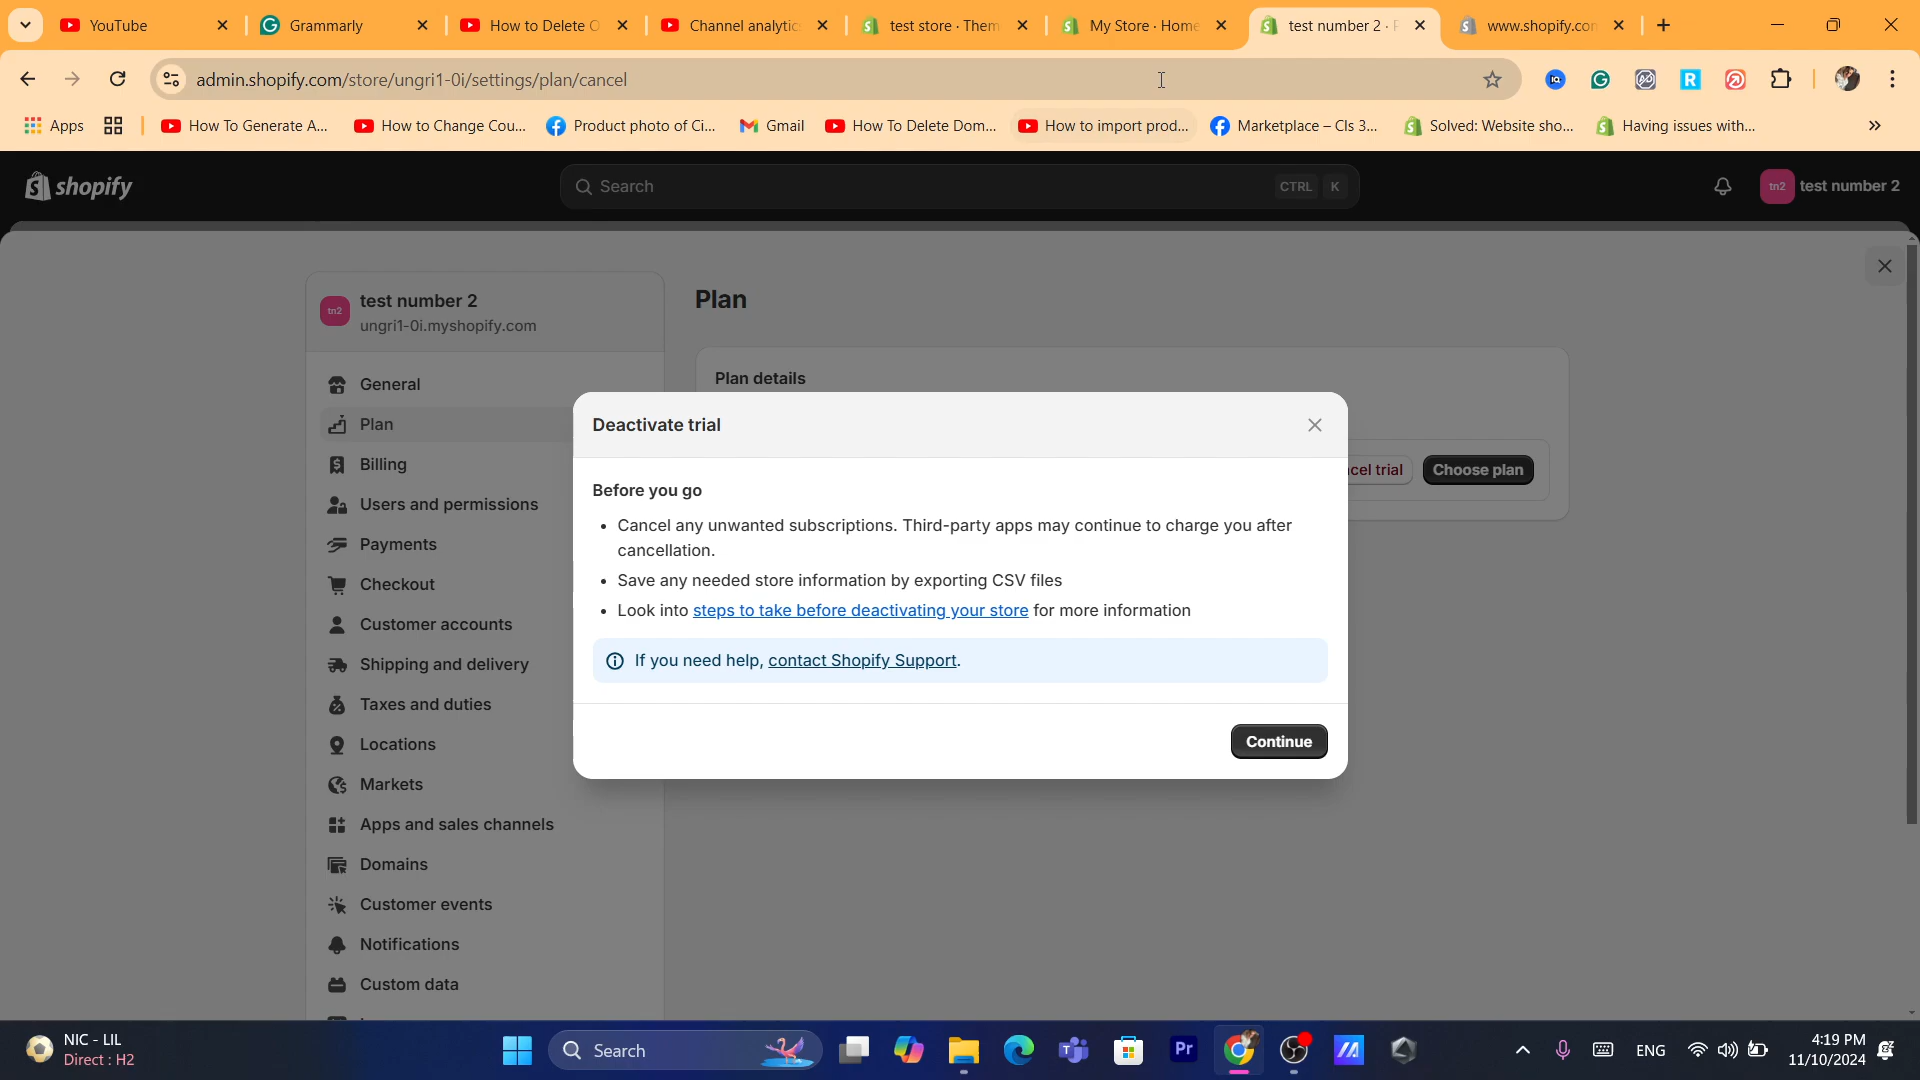 YouTube
Grammarly
How to Delete O
Channel analytics
test store · Them
My Store · Home
test number 2 ·
www.shopify.con
admin.shopify.com/store/ungri1-0i/settings/plan/cancel
Apps
How To Generate A...
How to Change Cou...
Product photo of Ci...
Gmail
How To Delete Dom...
How to import prod...
Marketplace – Cls 3...
Solved: Website sho...
Having issues with...
»
shopify
Search
CTRL K
tn2
test number 2
tn2
test number 2
ungri1-0i.myshopify.com
General
Plan
Billing
Users and permissions
Payments
Checkout
Customer accounts
Shipping and delivery
Taxes and duties
Locations
Markets
Apps and sales channels
Domains
Customer events
Notifications
Custom data
Plan
Plan details
cel trial
Choose plan
Deactivate trial
Before you go
• Cancel any unwanted subscriptions. Third-party apps may continue to charge you after
cancellation.
• Save any needed store information by exporting CSV files
• Look into steps to take before deactivating your store for more information
If you need help, contact Shopify Support.
Continue
NIC - LIL
Direct : H2
Search
Pr
ENG
4:19 PM
11/10/2024